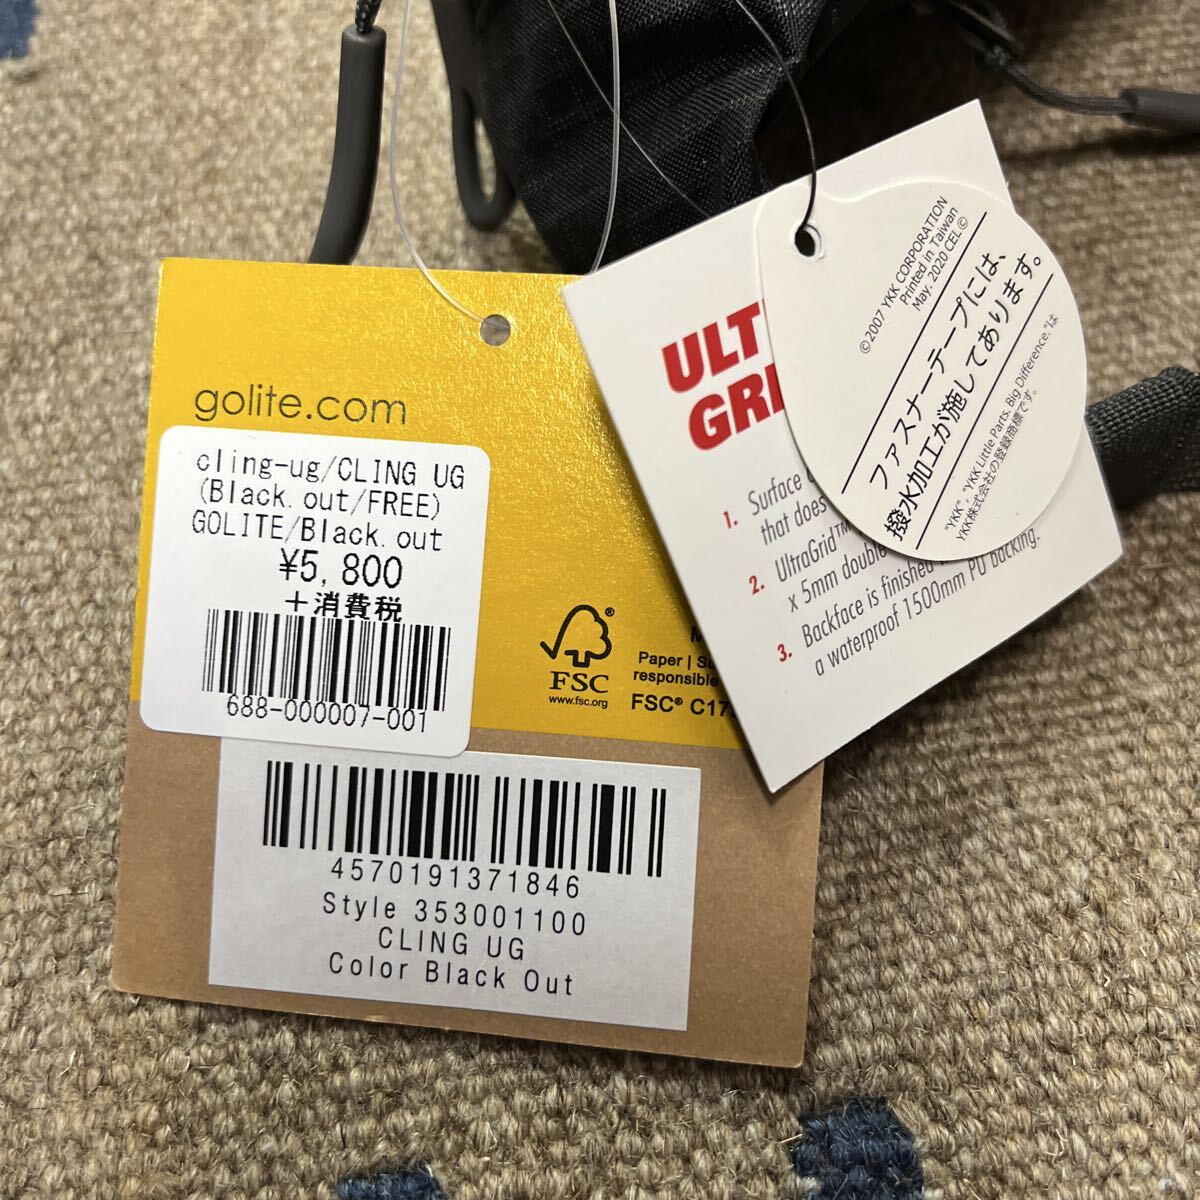 golite.com
cling-ug/CLING UG
(Black.out/FREE)
GOLITE/Black.out
¥5,800
+消費税
688-000007-001
FSC
www.fsc.org
Paper |
responsible
FSC® C17
4570191371846
Style 353001100
CLING UG
Color Black Out
ULT
GRI
1. Surface
that does
2. UltraGrid™
x 5mm double
3. Backface is finished
a waterproof 1500mm PU backing.
©2007 YKK CORPORATION
Printed in Taiwan
May. 2020 CEL ©
ファスナーテープには、
撥水加工が施してあります。
"YKK", "YKK Little Parts. Big Difference."は
YKK株式会社の登録商標です。